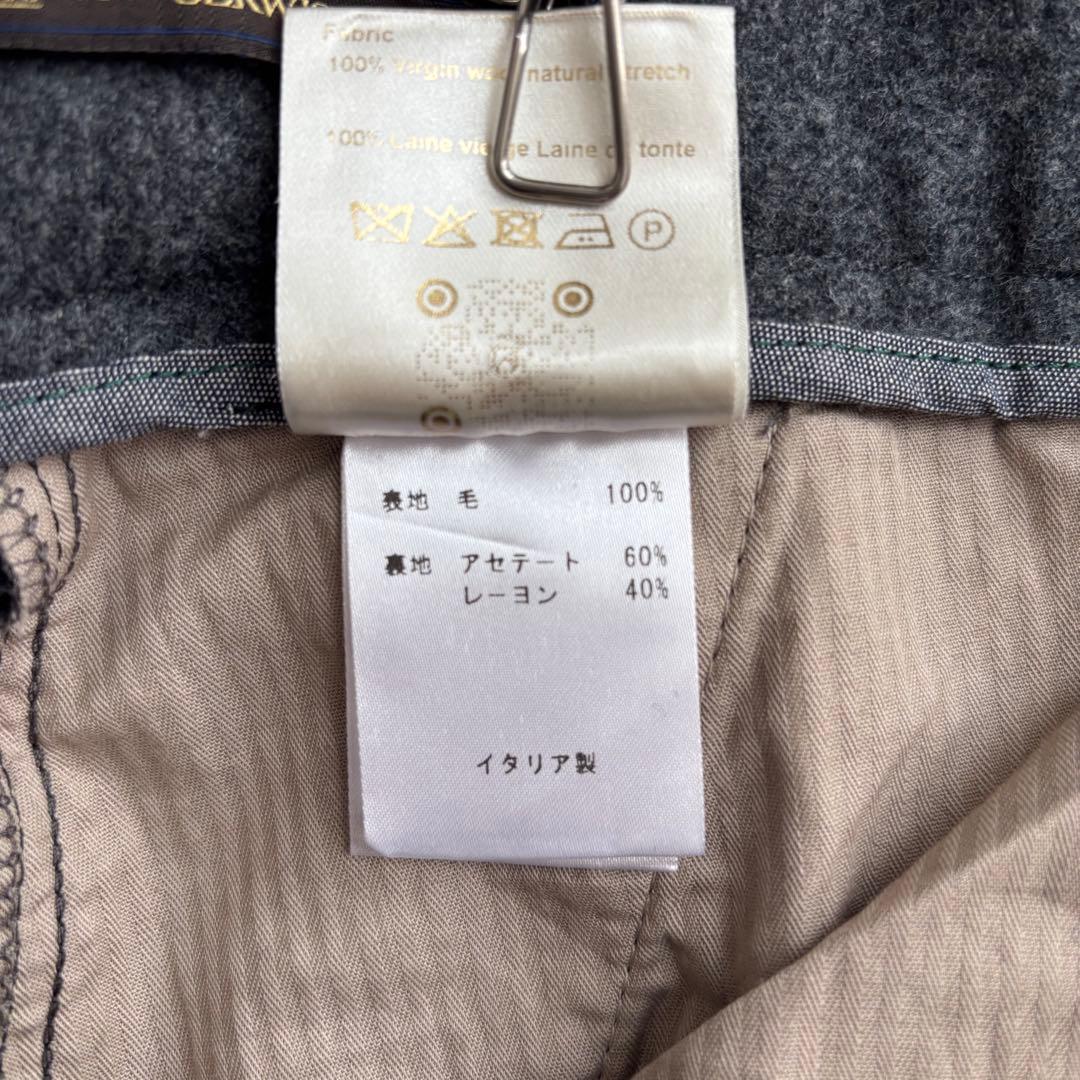 Fabric
100% Virgin wool natural stretch
100% Laine vierge Laine de tonte
P
表地 毛 100%
裏地 アセテート 60%
レーヨン 40%
イタリア製